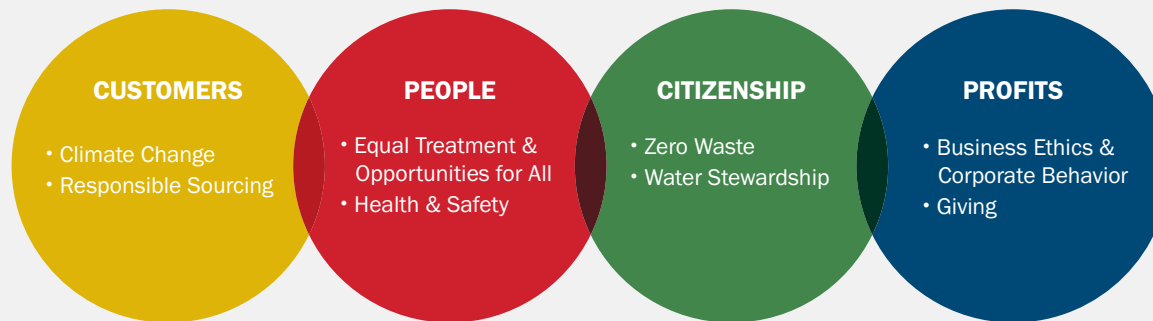 CUSTOMERS
• Climate Change
• Responsible Sourcing
PEOPLE
• Equal Treatment &
Opportunities for All
• Health & Safety
CITIZENSHIP
• Zero Waste
• Water Stewardship
PROFITS
• Business Ethics &
Corporate Behavior
• Giving